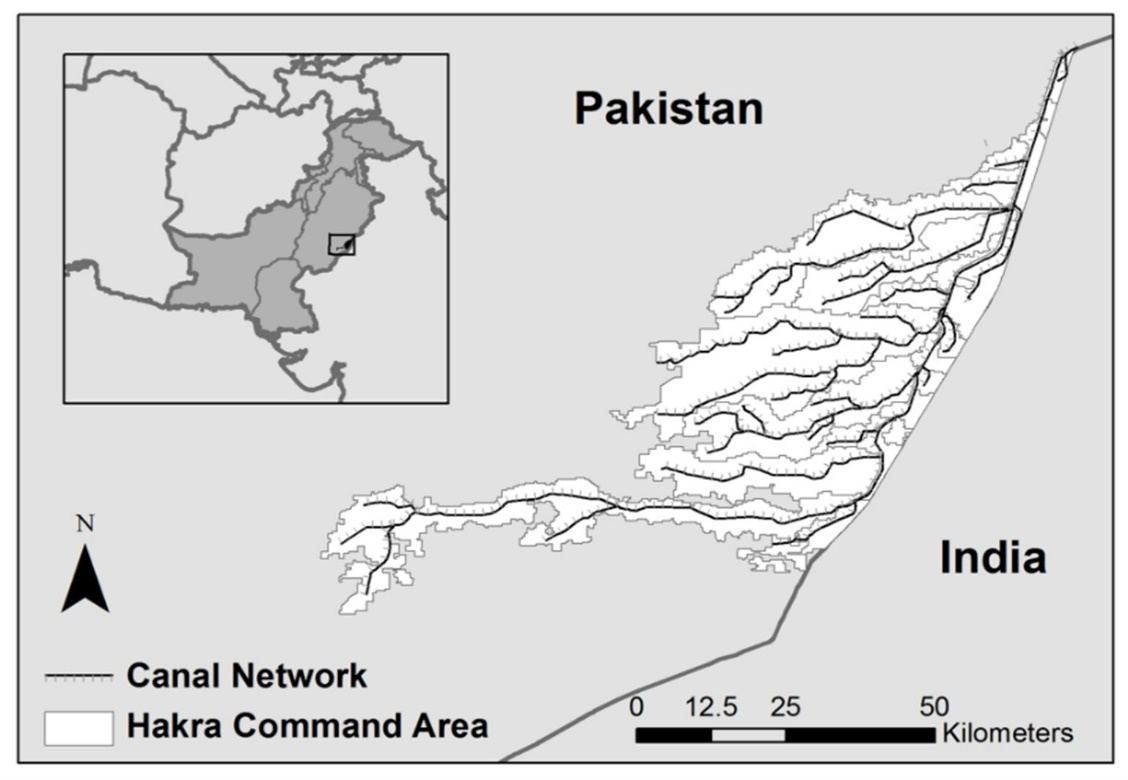 Pakistan
India
N
Canal Network
Hakra Command Area
0 12.5 25 50
Kilometers